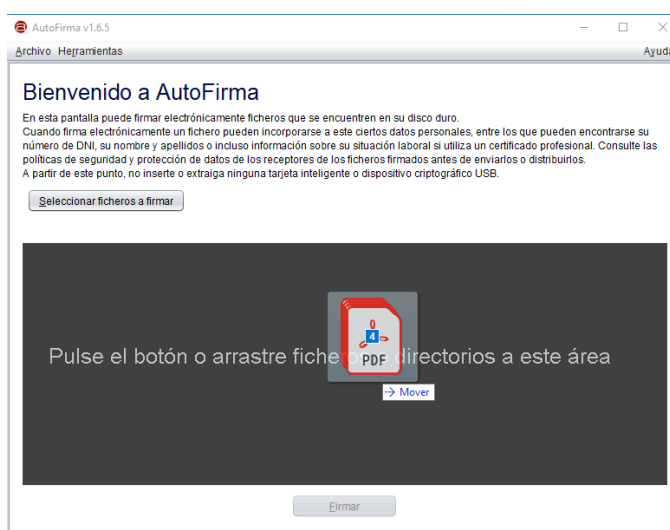 AutoFirma v1.6.5
Archivo Herramientas Ayuda
Bienvenido a AutoFirma
En esta pantalla puede firmar electrónicamente ficheros que se encuentren en su disco duro.
Cuando firma electrónicamente un fichero pueden incorporarse a este ciertos datos personales, entre los que pueden encontrarse su
número de DNI, su nombre y apellidos o incluso información sobre su situación laboral si utiliza un certificado profesional. Consulte las
políticas de seguridad y protección de datos de los receptores de los ficheros firmados antes de enviarlos o distribuirlos.
A partir de este punto, no inserte o extraiga ninguna tarjeta inteligente o dispositivo criptográfico USB.
Seleccionar ficheros a firmar
4
Pulse el botón o arrastre ficheros directorios a este área
PDF
Mover
Firmar